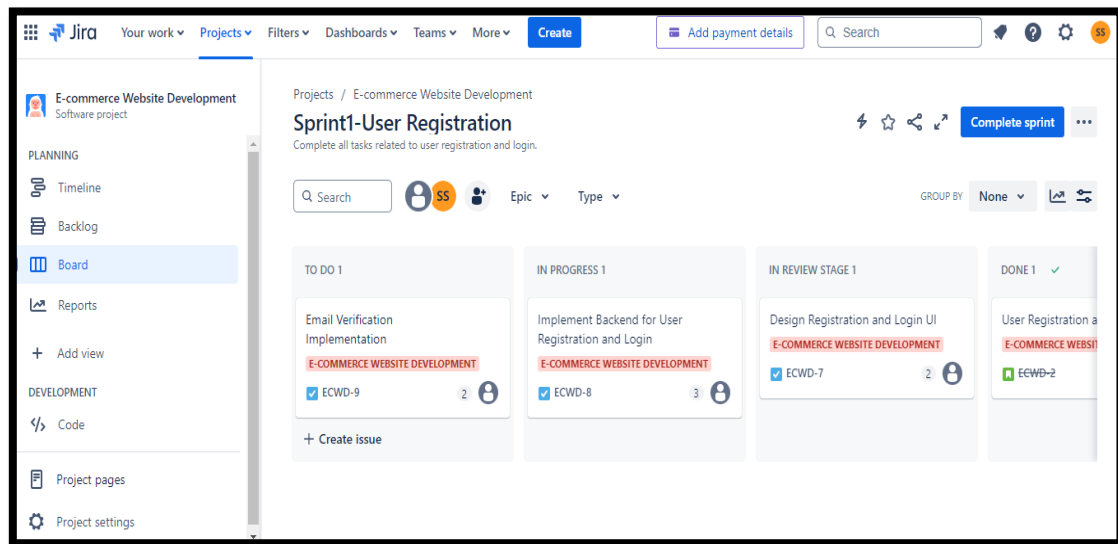 Jira Your work Projects Filters Dashboards Teams More Create Add payment details Search SS
E-commerce Website Development
Software project
PLANNING
Timeline
Backlog
Board
Reports
+ Add view
DEVELOPMENT
</> Code
Project pages
Project settings
Projects / E-commerce Website Development
Sprint1-User Registration
Complete all tasks related to user registration and login.
Complete sprint
Search SS Epic Type GROUP BY None
TO DO 1
Email Verification
Implementation
E-COMMERCE WEBSITE DEVELOPMENT
ECWD-9 2
+ Create issue
IN PROGRESS 1
Implement Backend for User
Registration and Login
E-COMMERCE WEBSITE DEVELOPMENT
ECWD-8 3
IN REVIEW STAGE 1
Design Registration and Login UI
E-COMMERCE WEBSITE DEVELOPMENT
ECWD-7 2
DONE 1
User Registration a
E-COMMERCE WEBSIT
ECWD-2